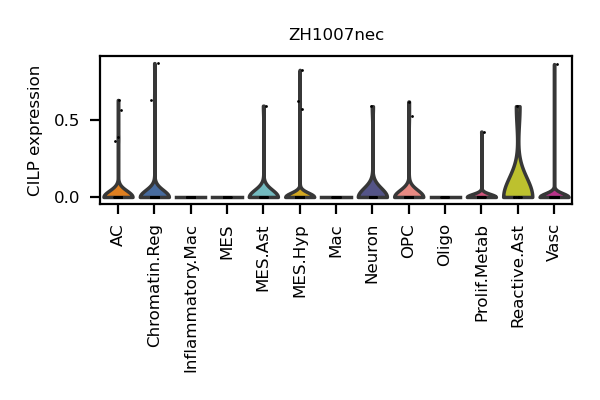 ZH1007nec
CILP expression
0.5
0.0
AC
Chromatin.Reg
Inflammatory.Mac
MES
MES.Ast
MES.Hyp
Mac
Neuron
OPC
Oligo
Prolif.Metab
Reactive.Ast
Vasc